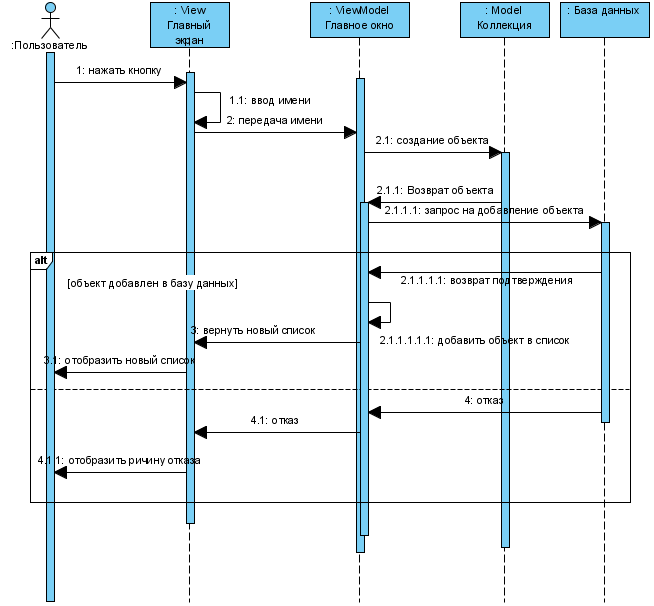 :Пользователь
: View
Главный
экран
: ViewModel
Главное окно
: Model
Коллекция
: База данных
1: нажать кнопку
1.1: ввод имени
2: передача имени
2.1: создание объекта
2.1.1: Возврат объекта
2.1.1.1: запрос на добавление объекта
alt
[объект добавлен в базу данных]
2.1.1.1.1: возврат подтверждения
3: вернуть новый список
2.1.1.1.1.1: добавить объект в список
3.1: отобразить новый список
4: отказ
4.1: отказ
4.1.1: отобразить ричину отказа